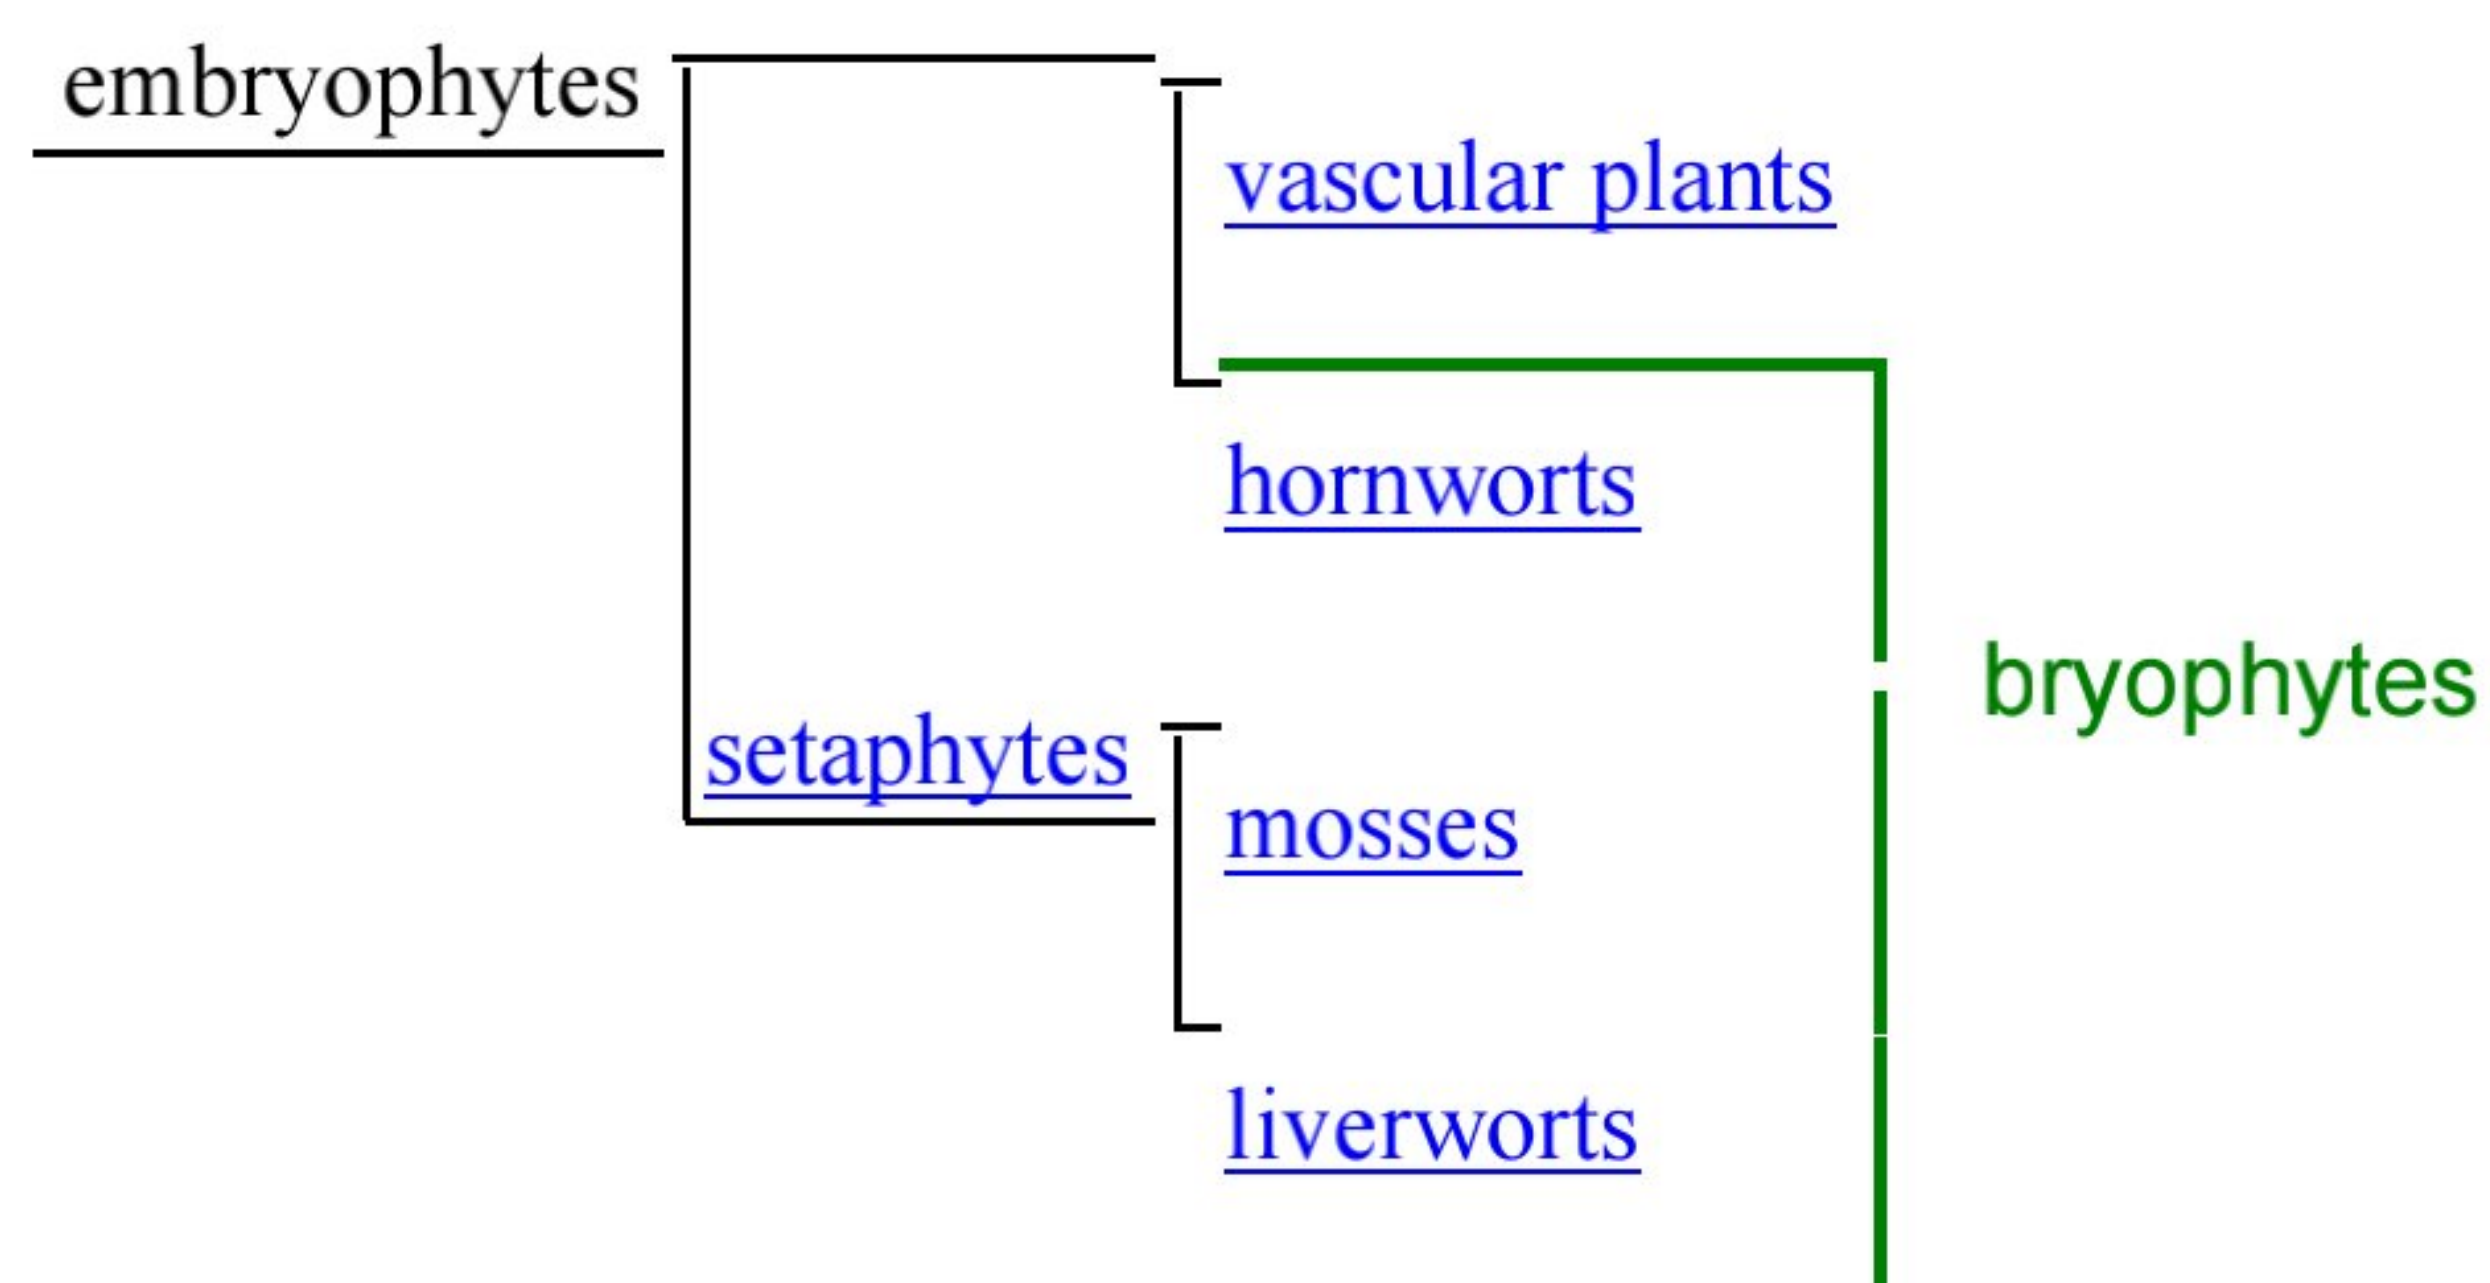 embryophytes
vascular plants
hornworts
bryophytes
setaphytes
mosses
liverworts